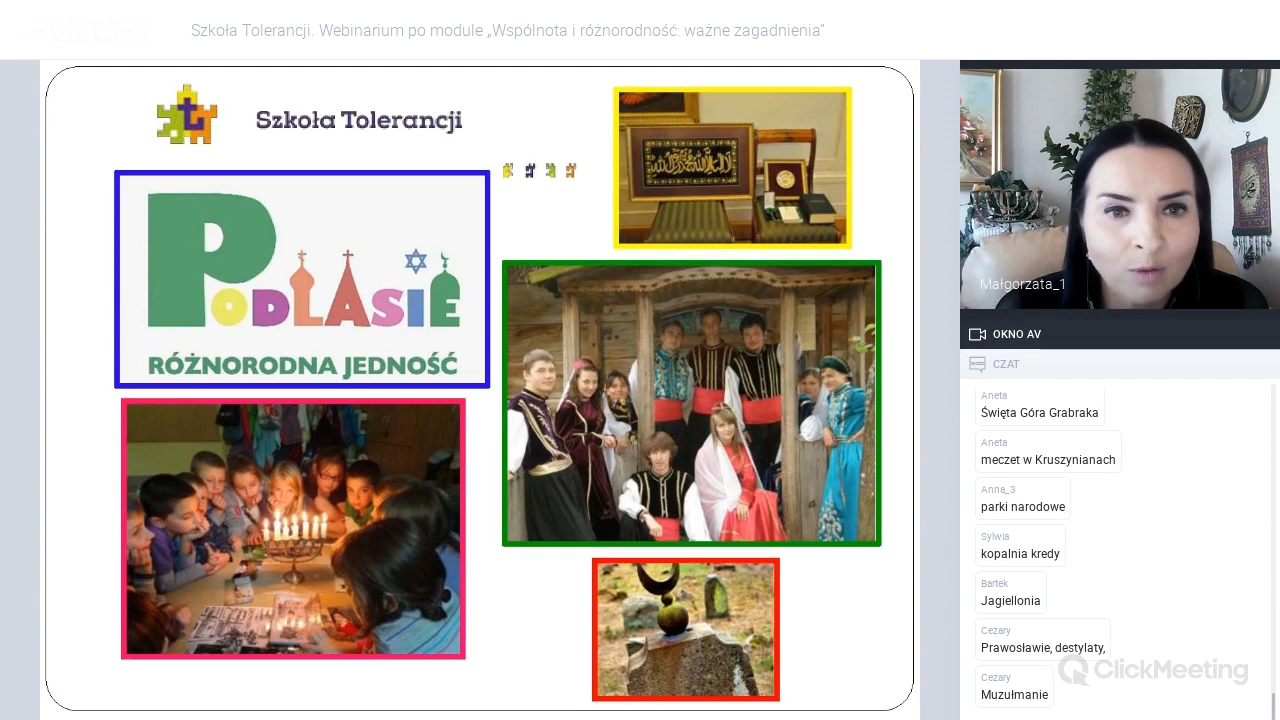 Szkoła Tolerancji. Webinarium po module „Wspólnota i różnorodność: ważne zagadnienia”
Szkoła Tolerancji
PODLASIE
RÓŻNORODNA JEDNOŚĆ
Małgorzata_1
OKNO AV
CZAT
Aneta
Święta Góra Grabraka
Aneta
meczet w Kruszynianach
Anna_3
parki narodowe
Sylwia
kopalnia kredy
Bartek
Jagiellonia
Cezary
Prawosławie, destylaty,
Cezary
Muzułmanie
ClickMeeting